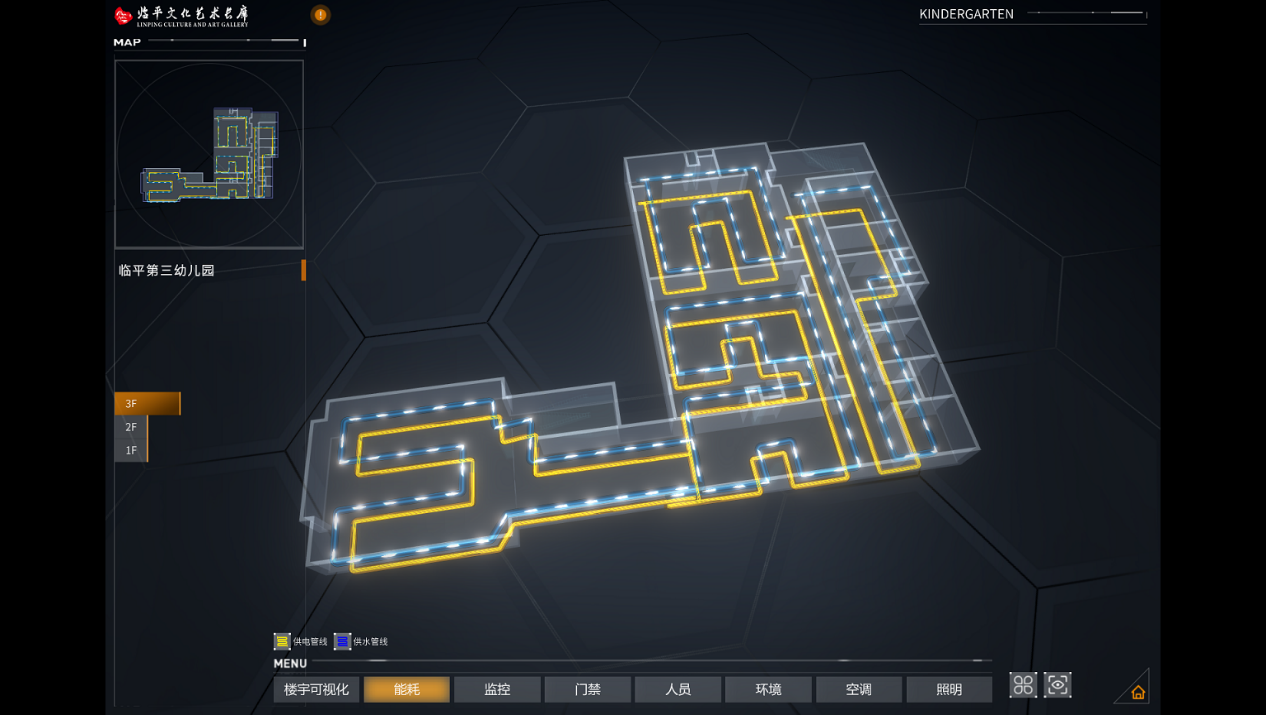 临平文化艺术长廊
LINPING CULTURE AND ART GALLERY
KINDERGARTEN
MAP
临平第三幼儿园
3F
2F
1F
供电管线 供水管线
MENU
楼宇可视化 能耗 监控 门禁 人员 环境 空调 照明